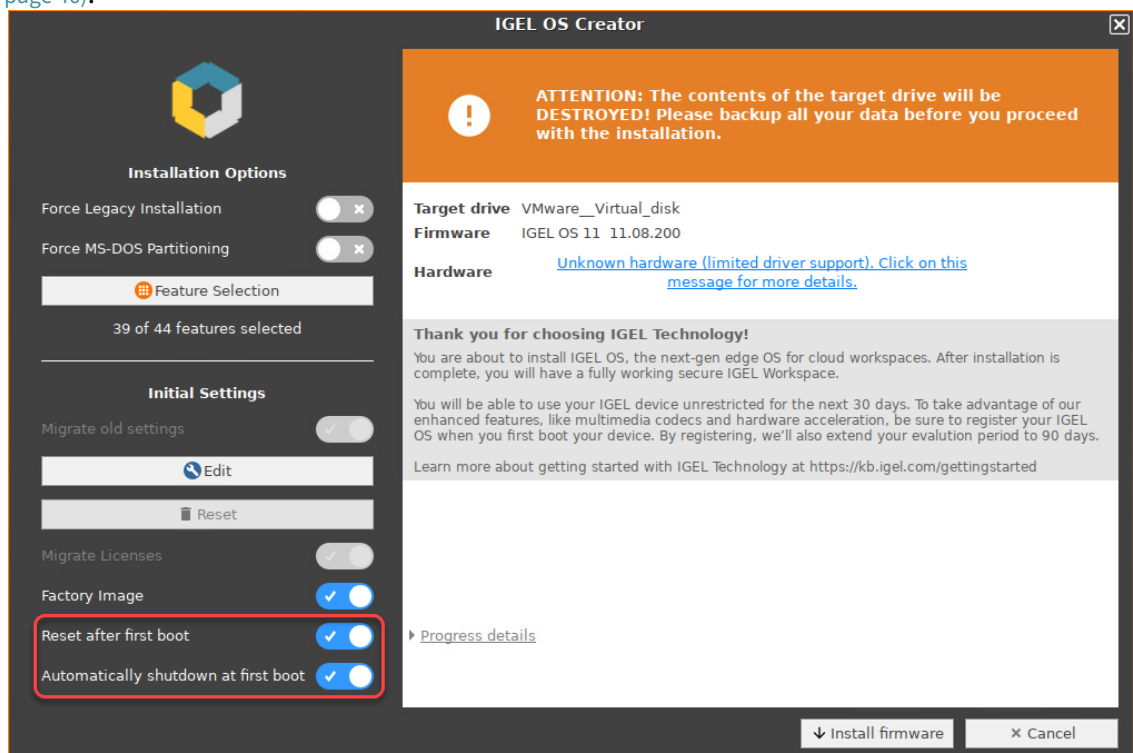 page 40).
IGEL OS Creator
Installation Options
Force Legacy Installation
Force MS-DOS Partitioning
Feature Selection
39 of 44 features selected
Initial Settings
Migrate old settings
Edit
Reset
Migrate Licenses
Factory Image
Reset after first boot
Automatically shutdown at first boot
ATTENTION: The contents of the target drive will be
DESTROYED! Please backup all your data before you proceed
with the installation.
Target drive VMware__Virtual_disk
Firmware IGEL OS 11 11.08.200
Hardware Unknown hardware (limited driver support). Click on this
message for more details.
Thank you for choosing IGEL Technology!
You are about to install IGEL OS, the next-gen edge OS for cloud workspaces. After installation is
complete, you will have a fully working secure IGEL Workspace.
You will be able to use your IGEL device unrestricted for the next 30 days. To take advantage of our
enhanced features, like multimedia codecs and hardware acceleration, be sure to register your IGEL
OS when you first boot your device. By registering, we'll also extend your evalution period to 90 days.
Learn more about getting started with IGEL Technology at https://kb.igel.com/gettingstarted
Progress details
Install firmware
Cancel